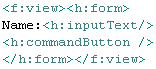 <f:view><h:form>
Name:<h:inputText/>
<h:commandButton />
</h:form></f:view>